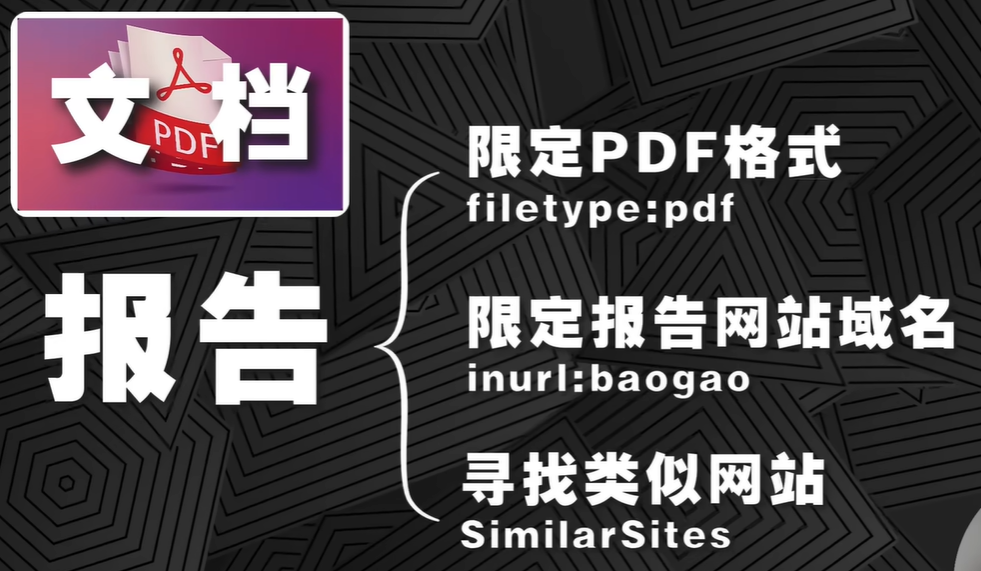 文档
PDF
报告
限定PDF格式
filetype:pdf
限定报告网站域名
inurl:baogao
寻找类似网站
SimilarSites